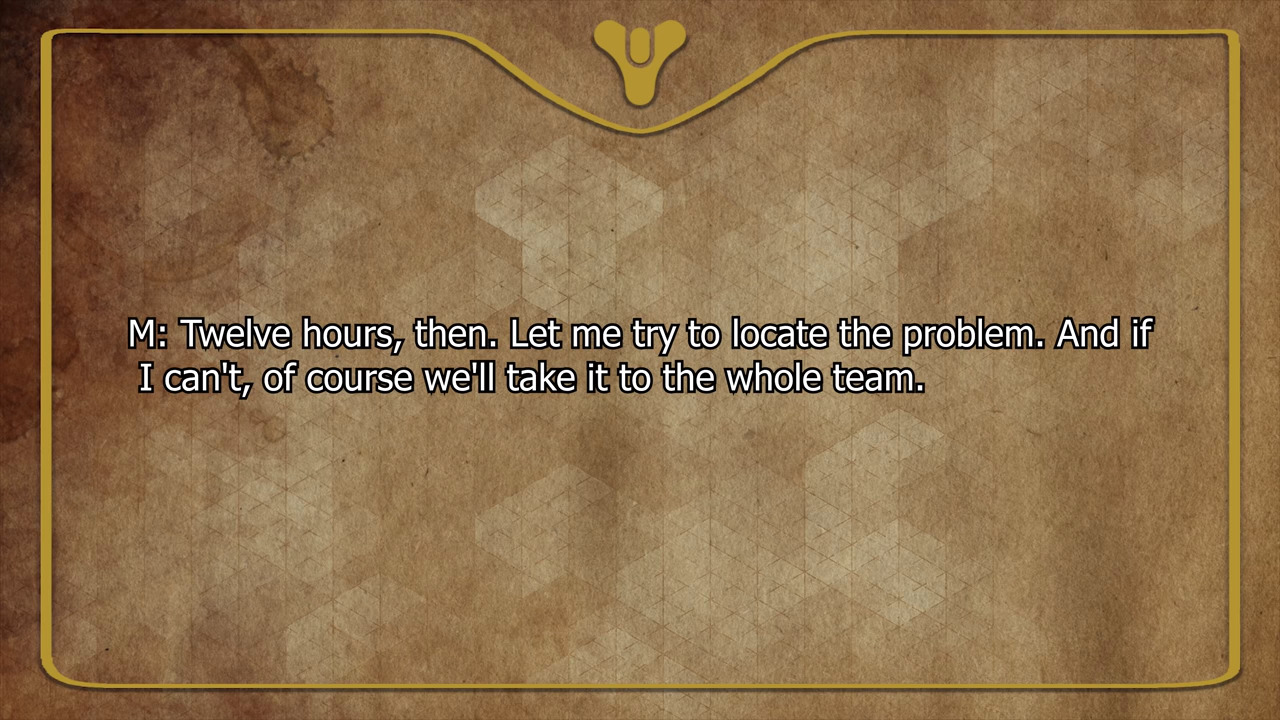 M: Twelve hours, then. Let me try to locate the problem. And if
I can't, of course we'll take it to the whole team.